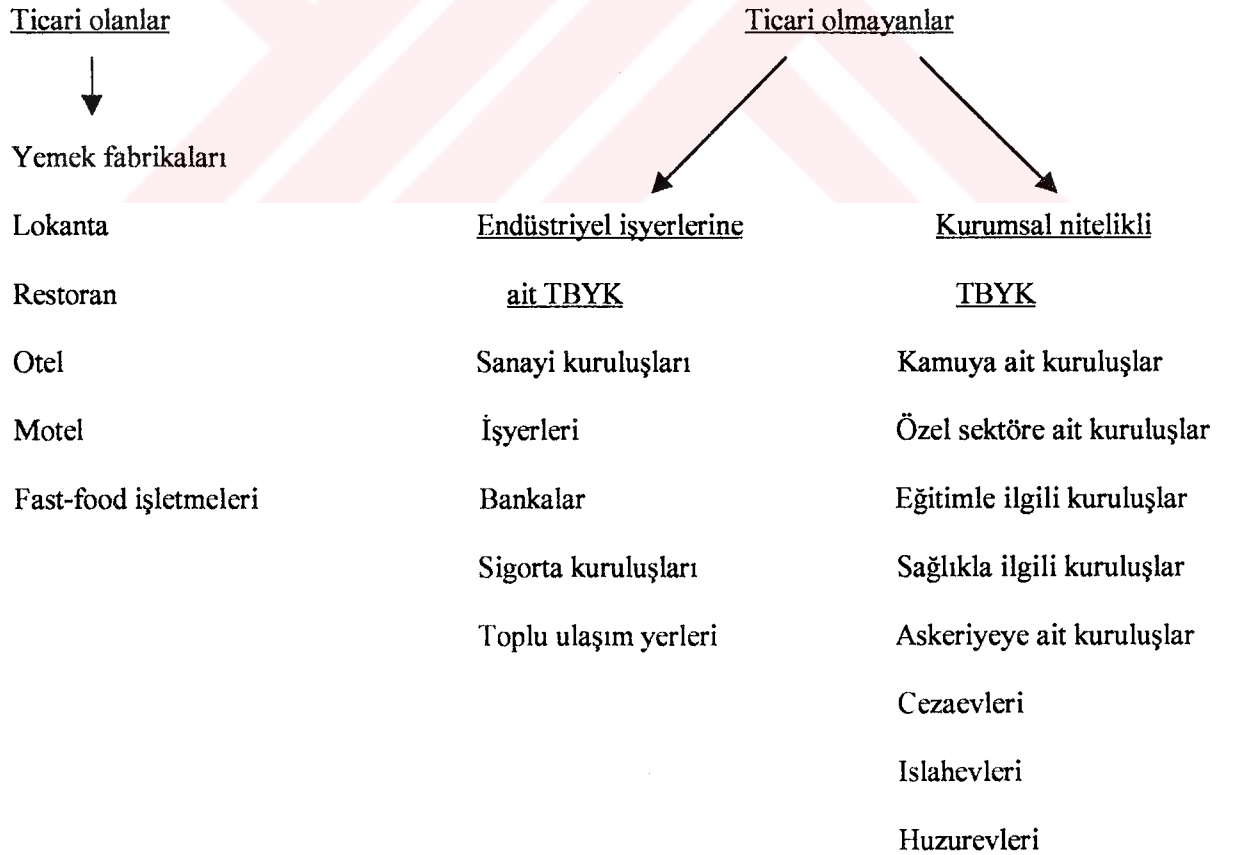 Ticari olanlar
Ticari olmayanlar
Yemek fabrikaları
Lokanta
Restoran
Otel
Motel
Fast-food işletmeleri
Endüstriyel işyerlerine
ait TBYK
Sanayi kuruluşları
İşyerleri
Bankalar
Sigorta kuruluşları
Toplu ulaşım yerleri
Kurumsal nitelikli
TBYK
Kamuya ait kuruluşlar
Özel sektöre ait kuruluşlar
Eğitimle ilgili kuruluşlar
Sağlıkla ilgili kuruluşlar
Askeriyeye ait kuruluşlar
Cezaevleri
Islahevleri
Huzurevleri